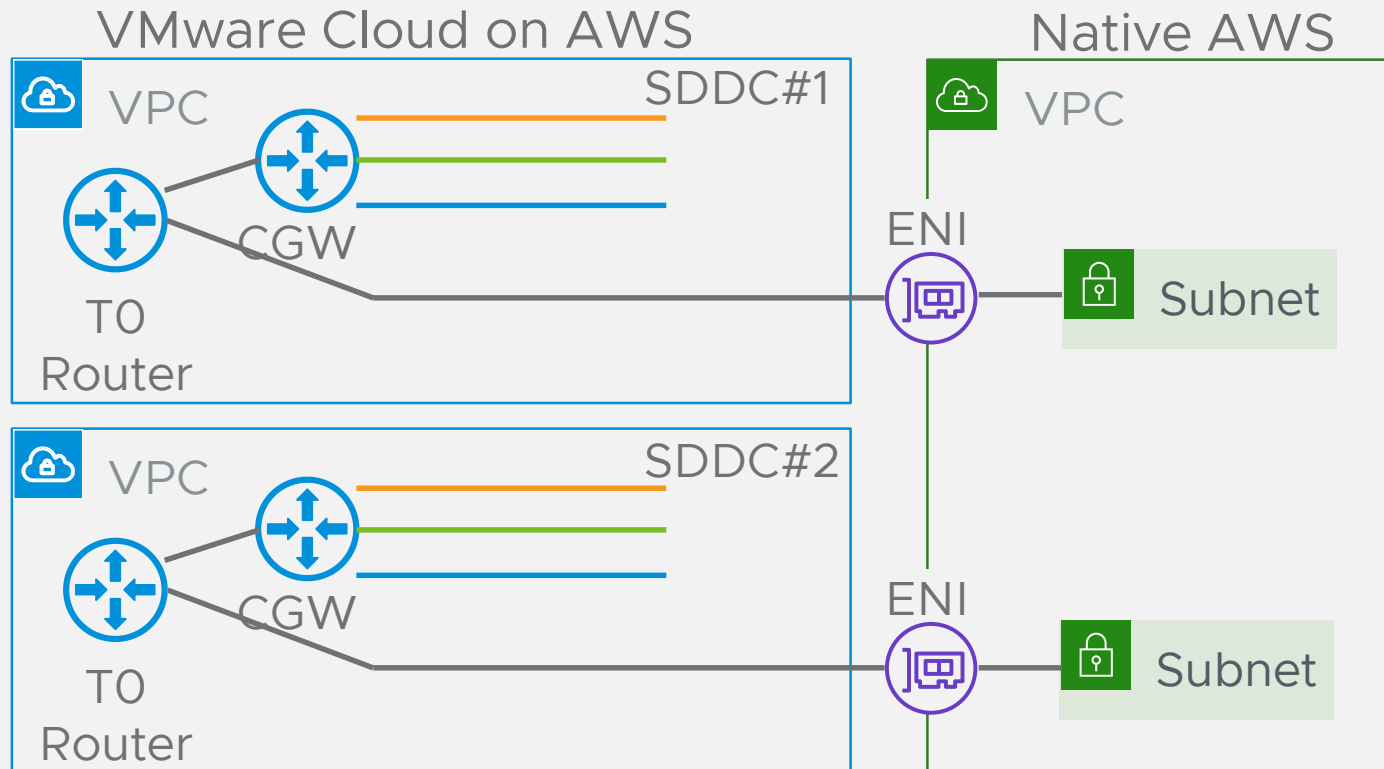 VMware Cloud on AWS
Native AWS
VPC
SDDC#1
CGW
T0
Router
VPC
ENI
Subnet
VPC
SDDC#2
CGW
T0
Router
ENI
Subnet